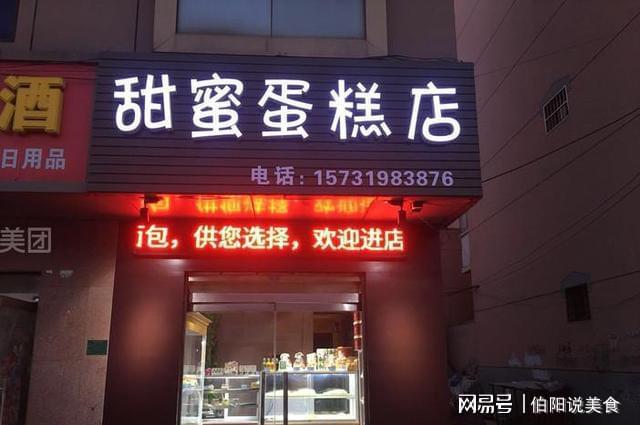 酒
日用品
甜蜜蛋糕店
电话: 15731983876
包，供您选择，欢迎进店
美团
网易号 伯阳说美食